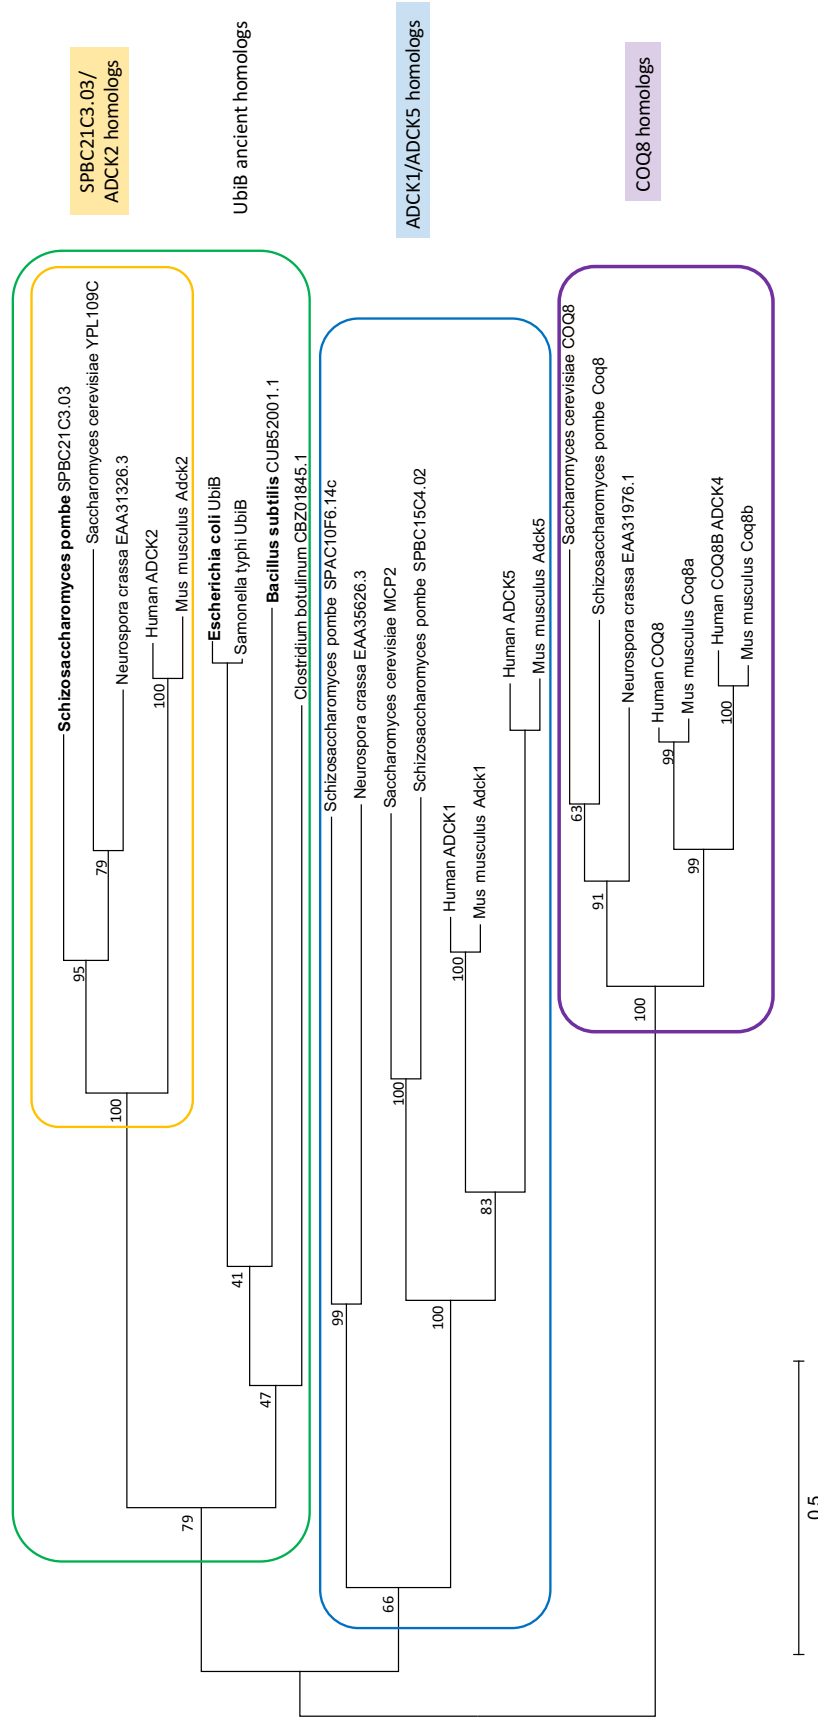 SPBC21C3.03/
ADCK2 homologs
UbiB ancient homologs
ADCK1/ADCK5 homologs
COQ8 homologs
Schizosaccharomyces pombe SPBC21C3.03
Saccharomyces cerevisiae YPL109C
Neurospora crassa EAA31326.3
Human ADCK2
Mus musculus Adck2
Escherichia coli UbiB
Samonella typhi UbiB
Bacillus subtilis CUB52001.1
Clostridium botulinum CBZ01845.1
Schizosaccharomyces pombe SPAC10F6.14c
Neurospora crassa EAA35626.3
Saccharomyces cerevisiae MCP2
Schizosaccharomyces pombe SPBC15C4.02
Human ADCK1
Mus musculus Adck1
Human ADCK5
Mus musculus Adck5
Saccharomyces cerevisiae COQ8
Schizosaccharomyces pombe Coq8
Neurospora crassa EAA31976.1
Human COQ8
Mus musculus Coq8a
Human COQ8B ADCK4
Mus musculus Coq8b
95
79
100
100
79
41
47
99
100
100
100
83
66
63
91
99
100
99
100
0.5